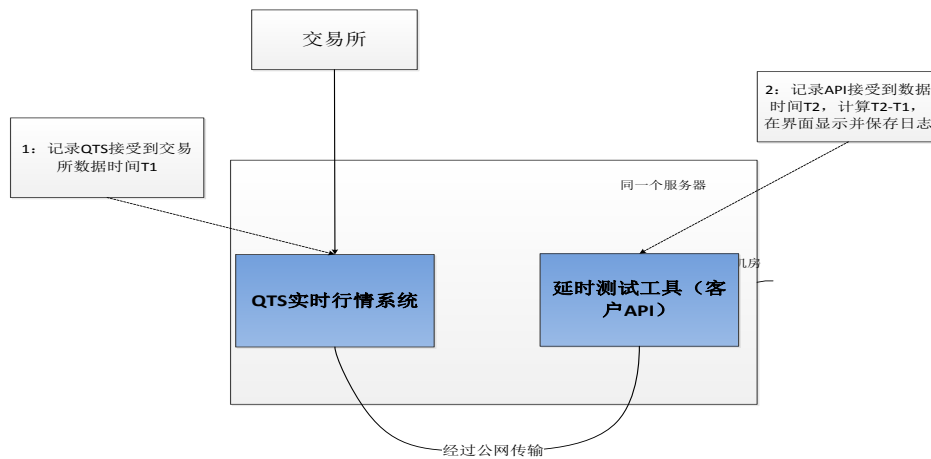 交易所
2：记录API接受到数据
时间T2，计算T2-T1，
在界面显示并保存日志
1：记录QTS接受到交易
所数据时间T1
同一个服务器
机房
QTS实时行情系统
延时测试工具（客
户API）
经过公网传输